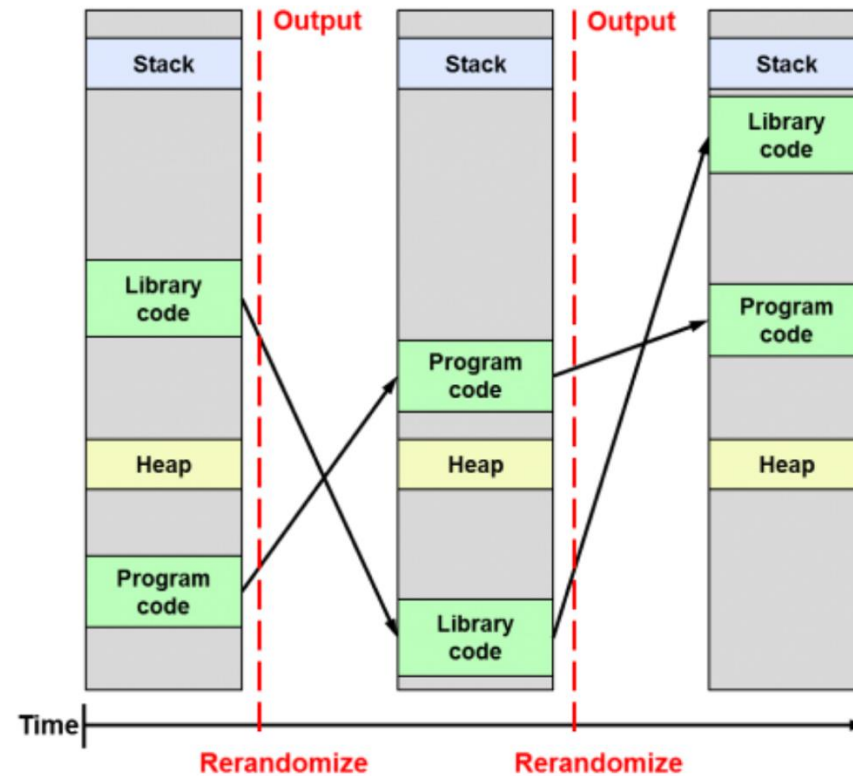 Output
Output
Stack
Stack
Stack
Library
code
Library
code
Program
code
Program
code
Heap
Heap
Heap
Program
code
Library
code
Time
Rerandomize
Rerandomize